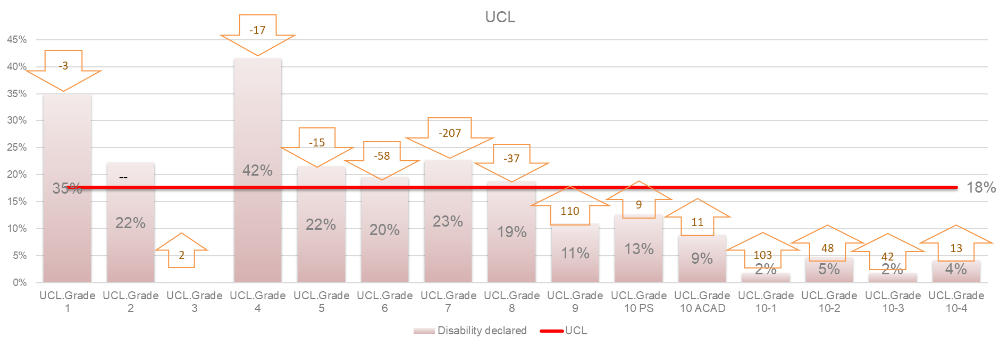 UCL
45%
40%
35%
30%
25%
20%
15%
10%
5%
0%
-3
35%
--
22%
2
-17
42%
-15
22%
-58
20%
-207
23%
-37
19%
110
11%
9
13%
11
9%
103
2%
48
5%
42
2%
13
4%
18%
UCL.Grade
1
UCL.Grade
2
UCL.Grade
3
UCL.Grade
4
UCL.Grade
5
UCL.Grade
6
UCL.Grade
7
UCL.Grade
8
UCL.Grade
9
UCL.Grade
10 PS
UCL.Grade
10 ACAD
UCL.Grade
10-1
UCL.Grade
10-2
UCL.Grade
10-3
UCL.Grade
10-4
Disability declared
UCL